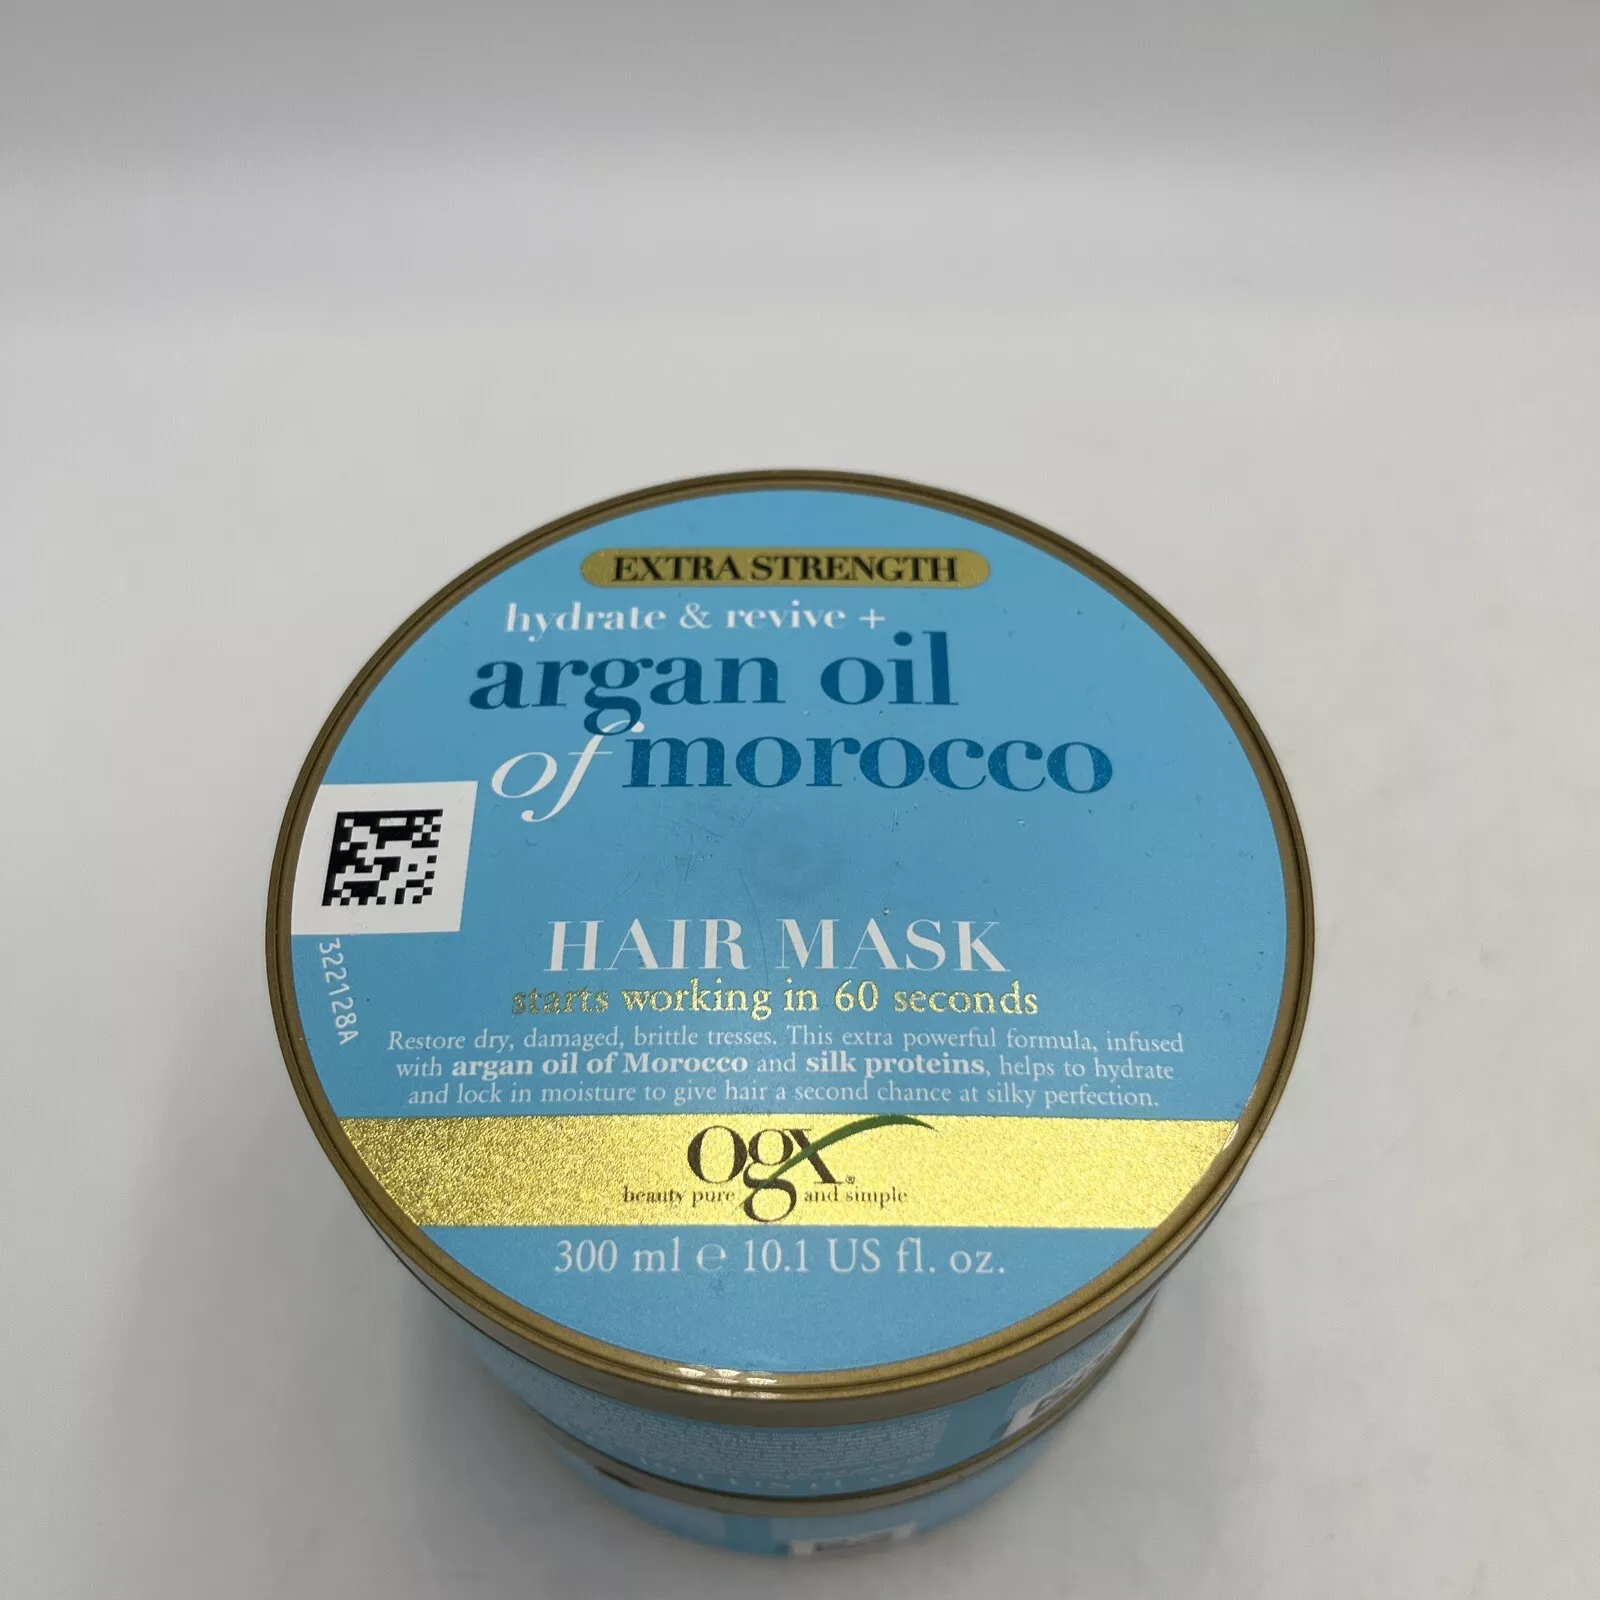 EXTRA STRENGTH
hydrate & revive +
argan oil
of morocco
HAIR MASK
starts working in 60 seconds
Restore dry, damaged, brittle tresses. This extra powerful formula, infused
with argan oil of Morocco and silk proteins, helps to hydrate
and lock in moisture to give hair a second chance at silky perfection.
ogx®
beauty pure and simple
300 ml ℮ 10.1 US fl. oz.
322128A